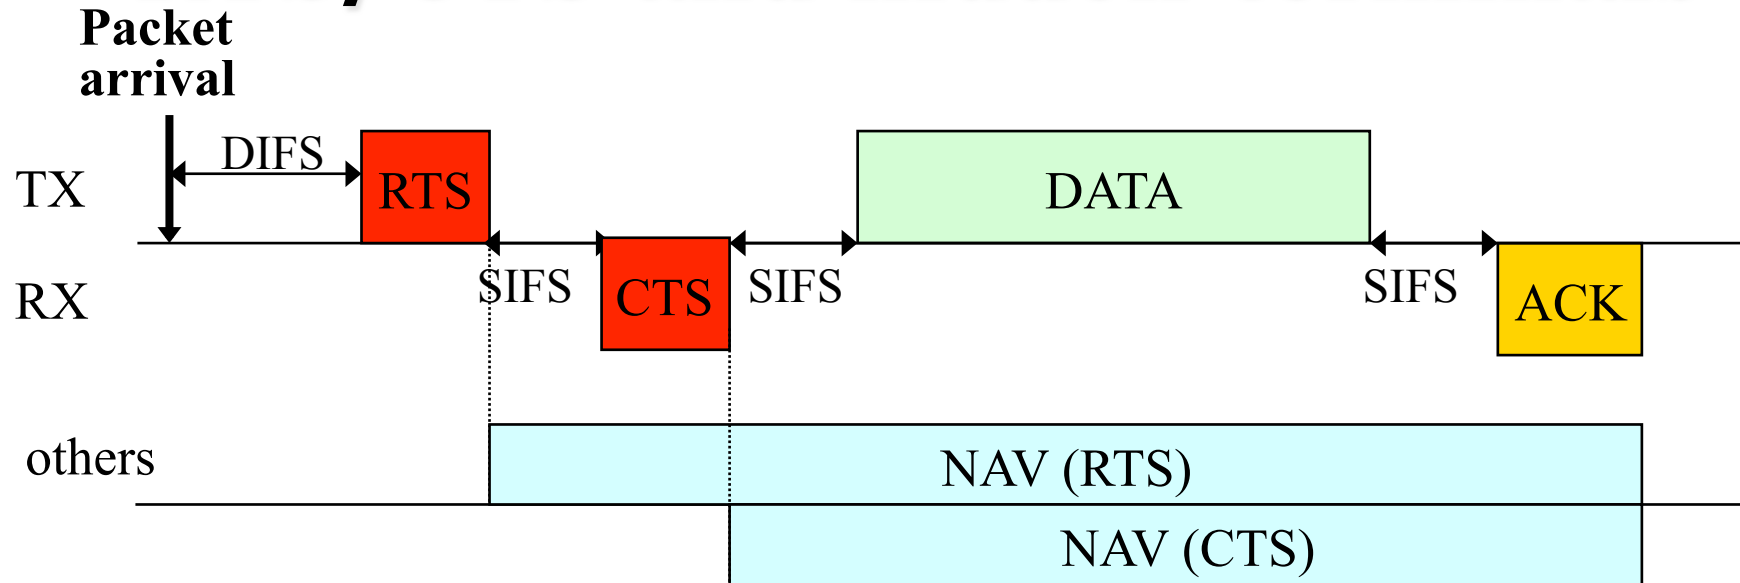 Packet
arrival
DIFS
TX
RTS
DATA
SIFS
SIFS
SIFS
RX
CTS
ACK
others
NAV (RTS)
NAV (CTS)